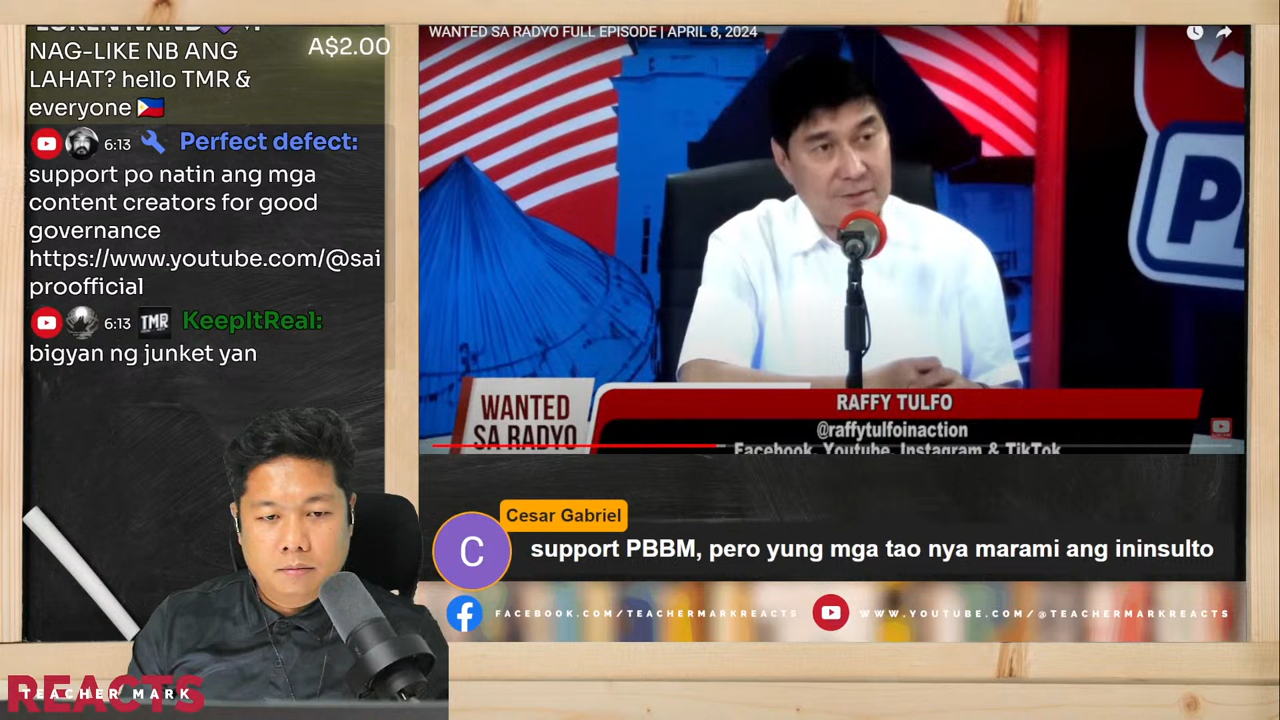 NAG-LIKE NB ANG
A$2.00
LAHAT? hello TMR &
everyone 🇵🇭
6:13 Perfect defect:
support po natin ang mga
content creators for good
governance
https://www.youtube.com/@sai
proofficial
6:13 TMR KeepItReal:
bigyan ng junket yan
WANTED SA RADYO FULL EPISODE | APRIL 8, 2024
WANTED
SA RADYO
RAFFY TULFO
@raffytulfoinaction
Facebook, Youtube, Instagram & TikTok
Cesar Gabriel
C
support PBBM, pero yung mga tao nya marami ang ininsulto
FACEBOOK.COM/TEACHERMARKREACTS
WWW.YOUTUBE.COM/@TEACHERMARKREACTS
TEACHER MARK
REACTS